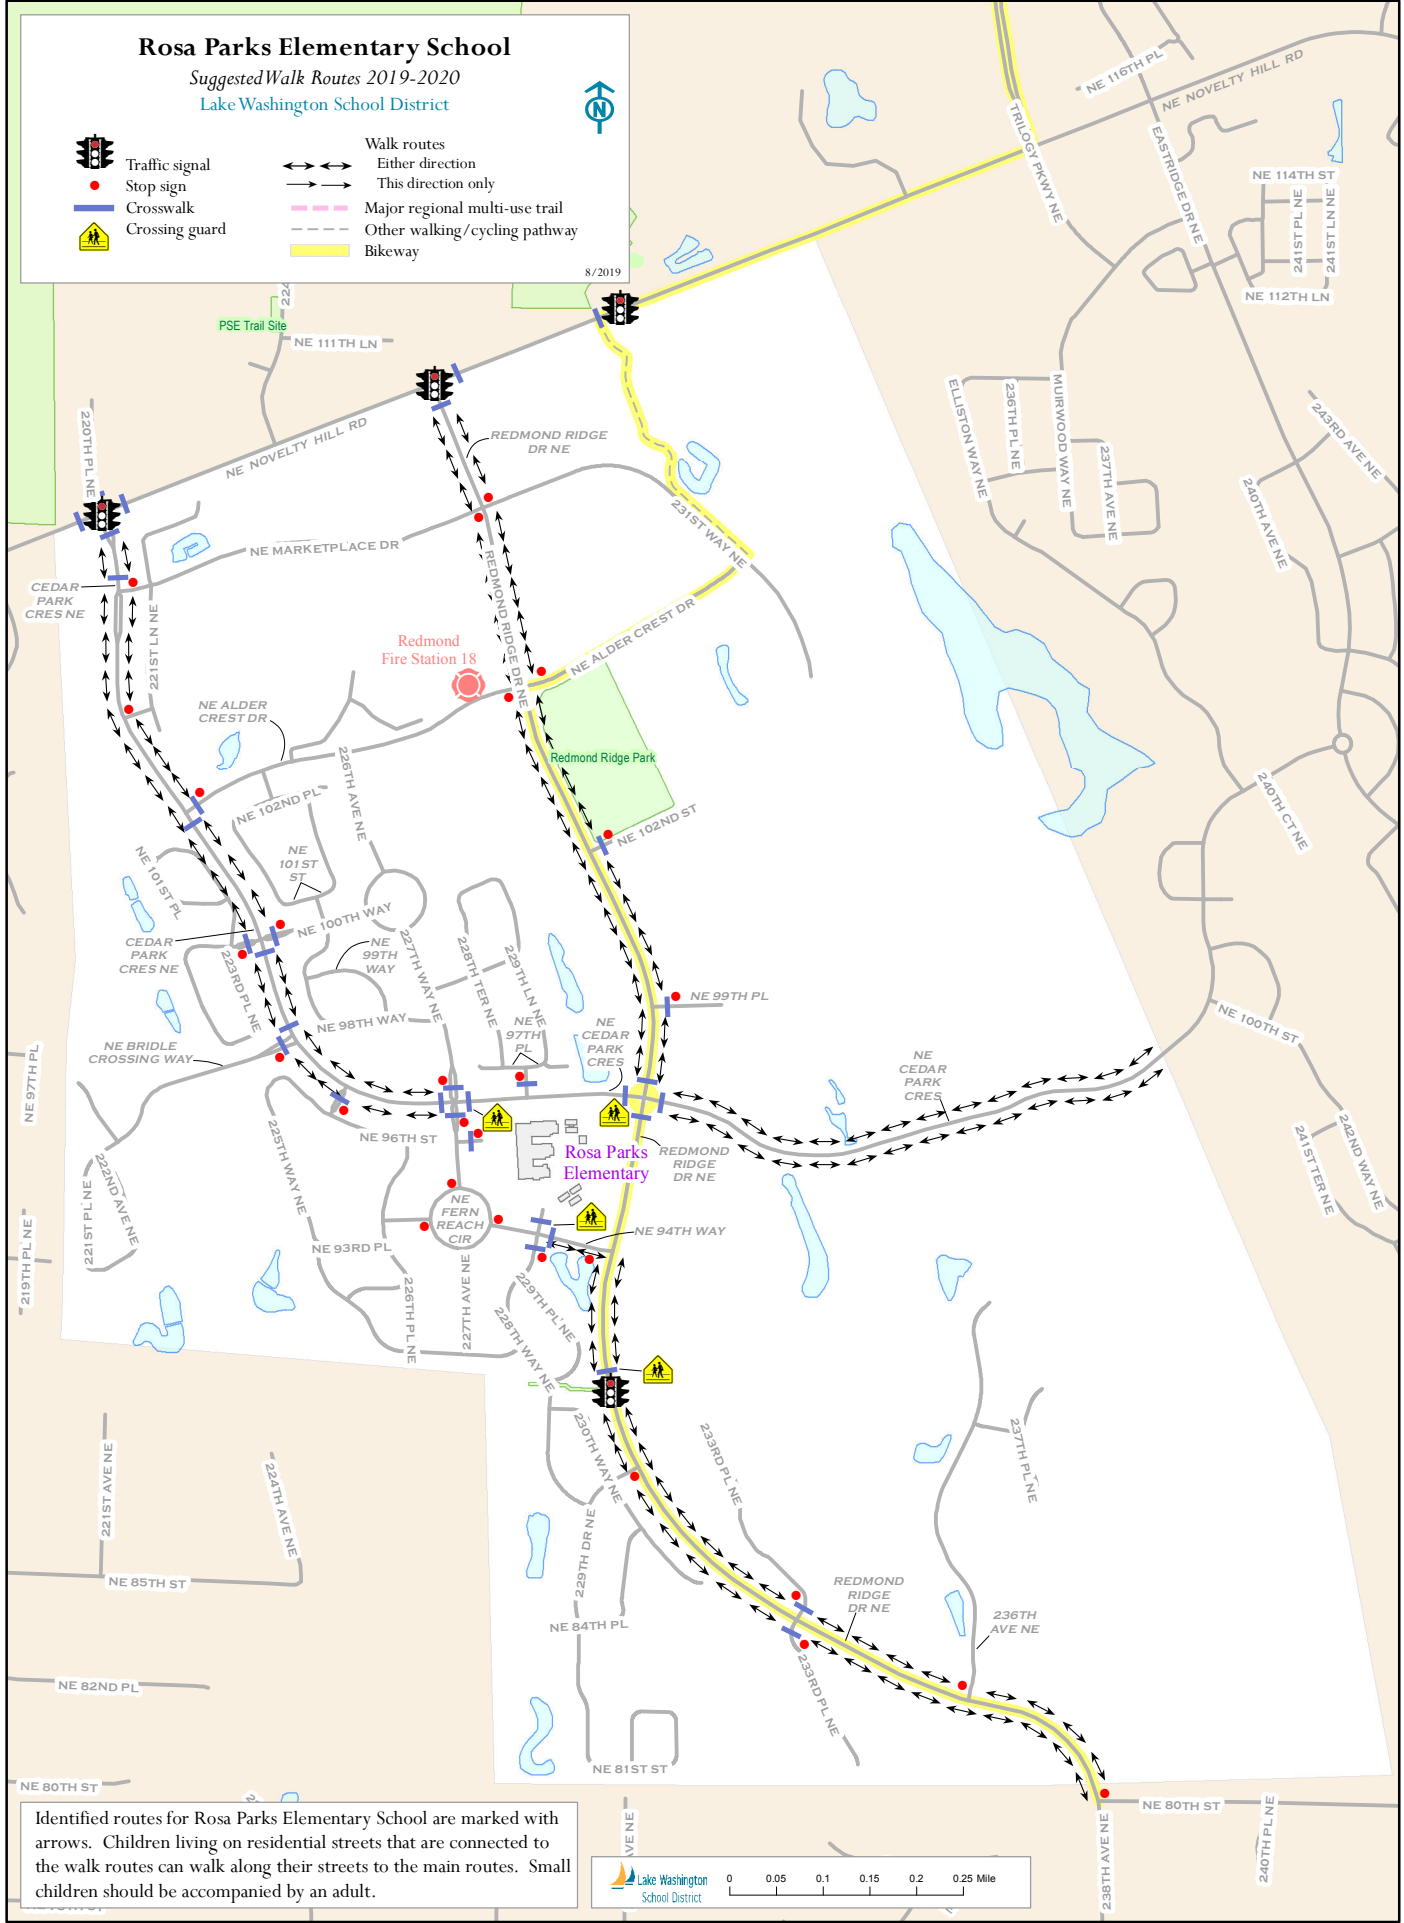 Rosa Parks Elementary School
Suggested Walk Routes 2019-2020
Lake Washington School District
N
Traffic signal
Stop sign
Crosswalk
Crossing guard
Walk routes
Either direction
This direction only
Major regional multi-use trail
Other walking/cycling pathway
Bikeway
8/2019
NE 116TH PL
NE NOVELTY HILL RD
TRILOGY PKWY NE
EASTRIDGE DR NE
NE 114TH ST
241ST PL NE
241ST LN NE
NE 112TH LN
224
PSE Trail Site
NE 111TH LN
220TH PL NE
NE NOVELTY HILL RD
REDMOND RIDGE
DR NE
ELLISTON WAY NE
236TH PL NE
MUIRWOOD WAY NE
237TH AVE NE
243RD AVE NE
240TH AVE NE
231ST WAY NE
NE MARKETPLACE DR
CEDAR
PARK
CRES NE
221ST LN NE
REDMOND RIDGE DR NE
NE ALDER CREST DR
Redmond
Fire Station 18
NE ALDER
CREST DR
Redmond Ridge Park
226TH AVE NE
NE 102ND PL
NE 102ND ST
240TH CT NE
NE 101ST PL
NE
101ST
ST
NE 100TH WAY
CEDAR
PARK
CRES NE
223RD PL NE
NE
99TH
WAY
227TH WAY NE
228TH TER NE
229TH LN NE
NE 99TH PL
NE 98TH WAY
NE
97TH
PL
NE
CEDAR
PARK
CRES
NE 100TH ST
NE BRIDLE
CROSSING WAY
NE 97TH PL
NE
CEDAR
PARK
CRES
NE 96TH ST
225TH WAY NE
Rosa Parks
Elementary
REDMOND
RIDGE
DR NE
241ST TER NE
242ND WAY NE
222ND AVE NE
221ST PL NE
219TH PL NE
NE
FERN
REACH
CIR
NE 94TH WAY
NE 93RD PL
226TH PL NE
227TH AVE NE
229TH PL NE
228TH WAY NE
230TH WAY NE
233RD PL NE
237TH PL NE
221ST AVE NE
224TH AVE NE
NE 85TH ST
229TH DR NE
NE 84TH PL
REDMOND
RIDGE
DR NE
236TH
AVE NE
233RD PL NE
NE 82ND PL
NE 81ST ST
NE 80TH ST
NE 80TH ST
AVE NE
238TH AVE NE
240TH PL NE
Identified routes for Rosa Parks Elementary School are marked with
arrows. Children living on residential streets that are connected to
the walk routes can walk along their streets to the main routes. Small
children should be accompanied by an adult.
Lake Washington
School District
0 0.05 0.1 0.15 0.2 0.25 Mile